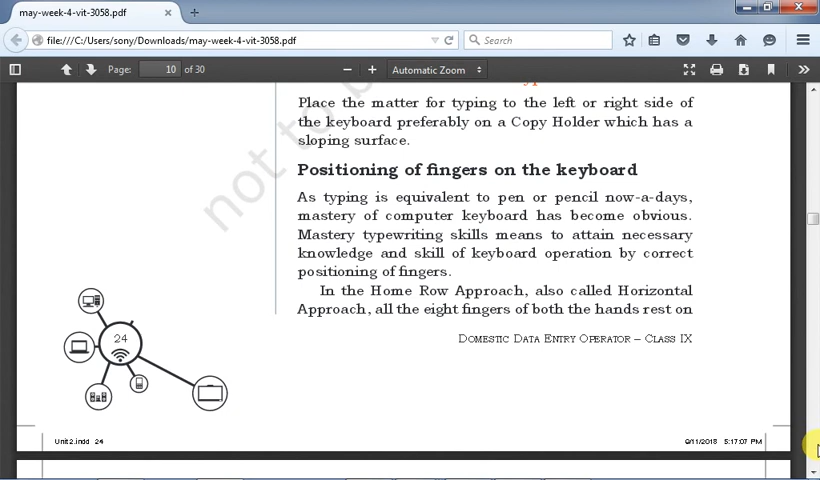 may-week-4-vit-3058.pdf
file:///C:/Users/sony/Downloads/may-week-4-vit-3058.pdf
Search
Page: 10 of 30
Automatic Zoom
Place the matter for typing to the left or right side of
the keyboard preferably on a Copy Holder which has a
sloping surface.
Positioning of fingers on the keyboard
As typing is equivalent to pen or pencil now-a-days,
mastery of computer keyboard has become obvious.
Mastery typewriting skills means to attain necessary
knowledge and skill of keyboard operation by correct
positioning of fingers.
In the Home Row Approach, also called Horizontal
Approach, all the eight fingers of both the hands rest on
24
DOMESTIC DATA ENTRY OPERATOR – CLASS IX
Unit2.indd 24
9/11/2018 5:17:07 PM
not to b